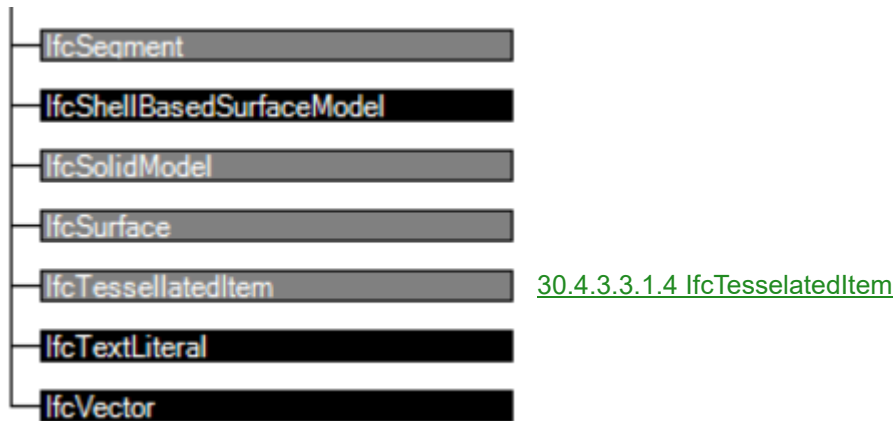 IfcSegment
IfcShellBasedSurfaceModel
IfcSolidModel
IfcSurface
IfcTessellatedItem 30.4.3.3.1.4 IfcTesselatedItem
IfcTextLiteral
IfcVector